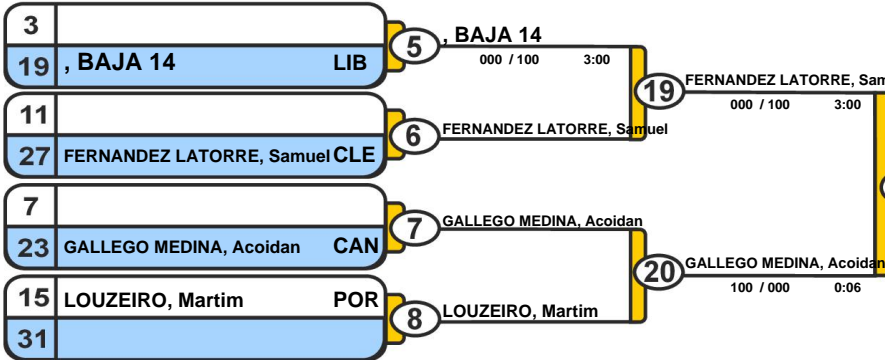 3
19 , BAJA 14 LIB
5
, BAJA 14
000 / 100 3:00
11
27 FERNANDEZ LATORRE, Samuel CLE
6
FERNANDEZ LATORRE, Samuel
19
FERNANDEZ LATORRE, Sam
000 / 100 3:00
7
23 GALLEGO MEDINA, Acoidan CAN
7
GALLEGO MEDINA, Acoidan
15 LOUZEIRO, Martim POR
31
8
LOUZEIRO, Martim
20
GALLEGO MEDINA, Acoidan
100 / 000 0:06